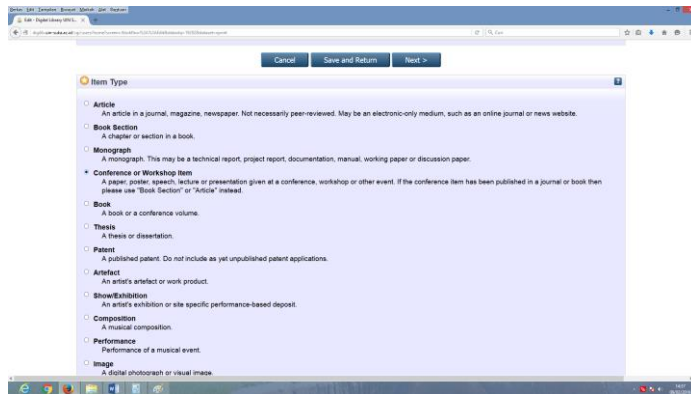 Edit - Digital Library UIN S...
Cancel
Save and Return
Next >
Item Type
Article
An article in a journal, magazine, newspaper. Not necessarily peer-reviewed. May be an electronic-only medium, such as an online journal or news website.
Book Section
A chapter or section in a book.
Monograph
A monograph. This may be a technical report, project report, documentation, manual, working paper or discussion paper.
Conference or Workshop Item
A paper, poster, speech, lecture or presentation given at a conference, workshop or other event. If the conference item has been published in a journal or book then
please use "Book Section" or "Article" instead.
Book
A book or a conference volume.
Thesis
A thesis or dissertation.
Patent
A published patent. Do not include as yet unpublished patent applications.
Artefact
An artist's artefact or work product.
Show/Exhibition
An artist's exhibition or site specific performance-based deposit.
Composition
A musical composition.
Performance
Performance of a musical event.
Image
A digital photograph or visual image.